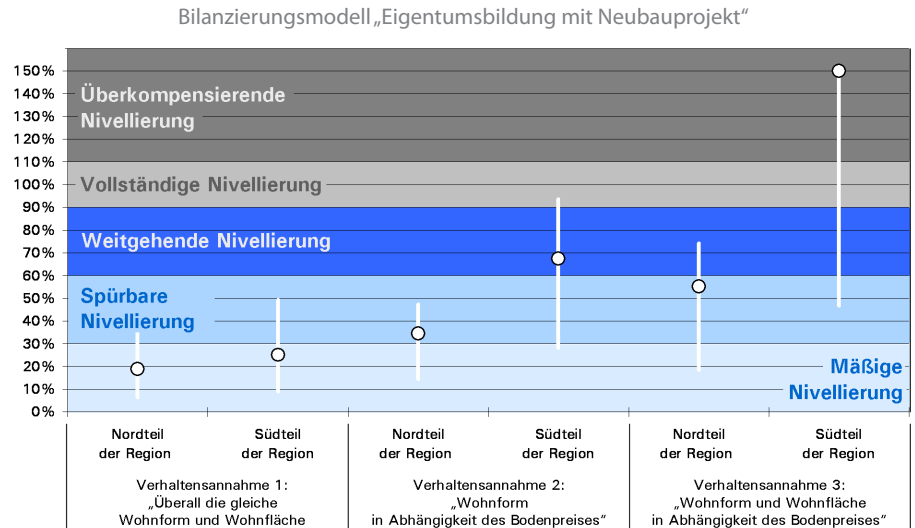 Bilanzierungsmodell „Eigentumsbildung mit Neubauprojekt“
150%
140%
130%
120%
110%
100%
90%
80%
70%
60%
50%
40%
30%
20%
10%
0%
Überkompensierende
Nivellierung
Vollständige Nivellierung
Weitgehende Nivellierung
Spürbare
Nivellierung
Mäßige
Nivellierung
Nordteil
der Region
Südteil
der Region
Nordteil
der Region
Südteil
der Region
Nordteil
der Region
Südteil
der Region
Verhaltensannahme 1:
„Überall die gleiche
Wohnform und Wohnfläche
Verhaltensannahme 2:
„Wohnform
in Abhängigkeit des Bodenpreises“
Verhaltensannahme 3:
„Wohnform und Wohnfläche
in Abhängigkeit des Bodenpreises“